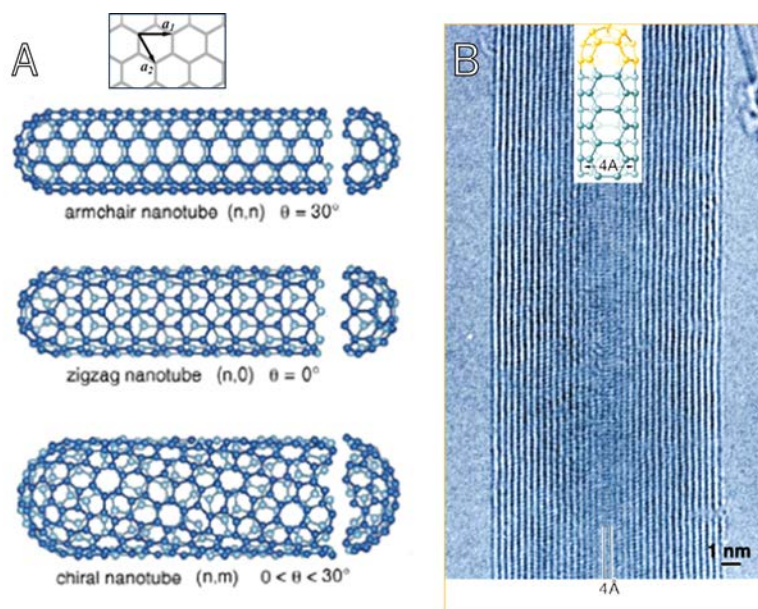 A
a1
a2
armchair nanotube (n,n) θ = 30°
zigzag nanotube (n,0) θ = 0°
chiral nanotube (n,m) 0 < θ < 30°
B
4Å
1 nm
4Å